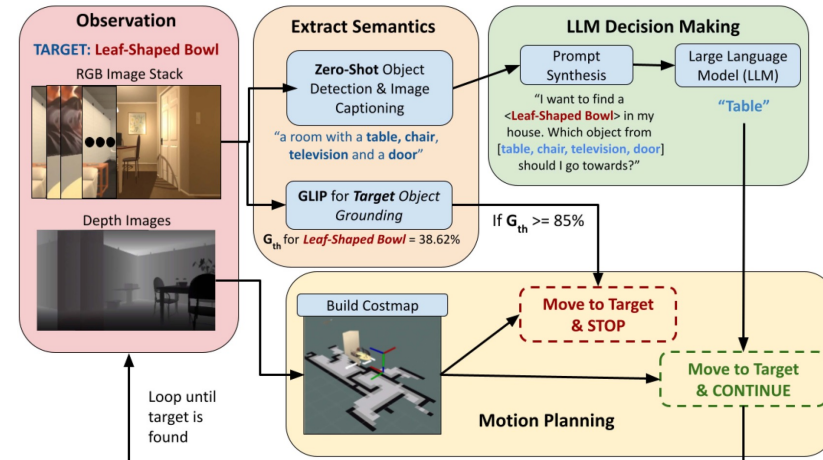 Observation
TARGET: Leaf-Shaped Bowl
RGB Image Stack
Depth Images
Extract Semantics
Zero-Shot Object
Detection & Image
Captioning
“a room with a table, chair,
television and a door”
GLIP for Target Object
Grounding
Gth for Leaf-Shaped Bowl = 38.62%
LLM Decision Making
Prompt
Synthesis
Large Language
Model (LLM)
“I want to find a
<Leaf-Shaped Bowl> in my
house. Which object from
[table, chair, television, door]
should I go towards?”
“Table”
If Gth >= 85%
Build Costmap
Move to Target
& STOP
Move to Target
& CONTINUE
Motion Planning
Loop until
target is
found